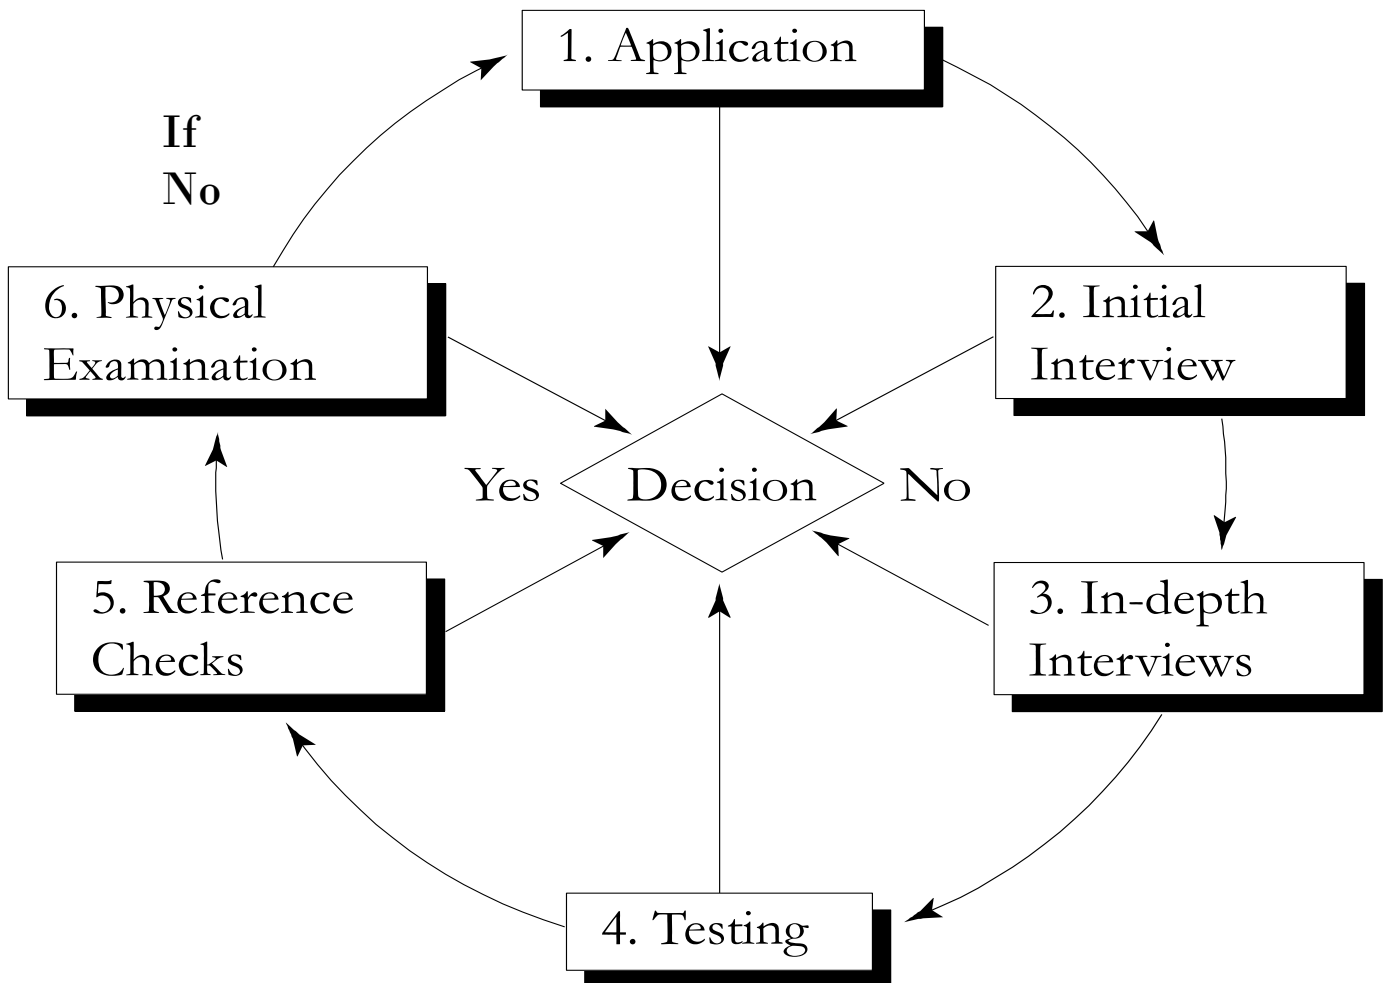 1. Application
If
No
6. Physical
Examination
2. Initial
Interview
Yes
Decision
No
5. Reference
Checks
3. In-depth
Interviews
4. Testing